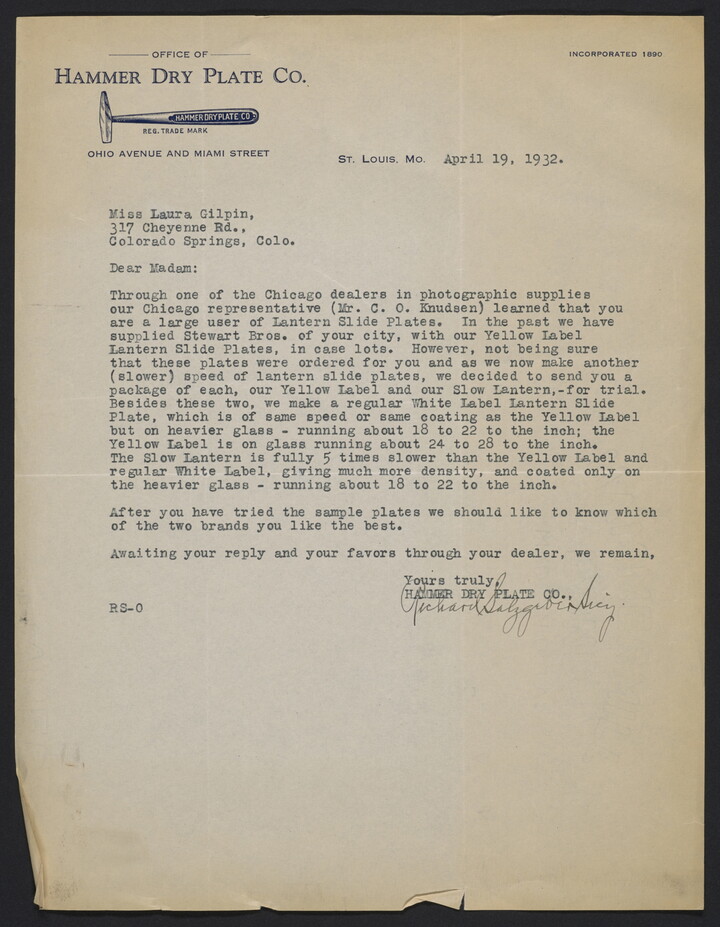 OFFICE OF
INCORPORATED 1890
HAMMER DRY PLATE CO.
HAMMER DRY PLATE CO
REG. TRADE MARK
OHIO AVENUE AND MIAMI STREET
ST. LOUIS, MO. April 19, 1932.
Miss Laura Gilpin,
317 Cheyenne Rd.,
Colorado Springs, Colo.
Dear Madam:
Through one of the Chicago dealers in photographic supplies
our Chicago representative (Mr. C. O. Knudsen) learned that you
are a large user of Lantern Slide Plates. In the past we have
supplied Stewart Bros. of your city, with our Yellow Label
Lantern Slide Plates, in case lots. However, not being sure
that these plates were ordered for you and as we now make another
(slower) speed of lantern slide plates, we decided to send you a
package of each, our Yellow Label and our Slow Lantern,-for trial.
Besides these two, we make a regular White Label Lantern Slide
Plate, which is of same speed or same coating as the Yellow Label
but on heavier glass - running about 18 to 22 to the inch; the
Yellow Label is on glass running about 24 to 28 to the inch.
The Slow Lantern is fully 5 times slower than the Yellow Label and
regular White Label, giving much more density, and coated only on
the heavier glass - running about 18 to 22 to the inch.
After you have tried the sample plates we should like to know which
of the two brands you like the best.
Awaiting your reply and your favors through your dealer, we remain,
Yours truly,
HAMMER DRY PLATE CO.,
RS-O
Richard Salzgeber